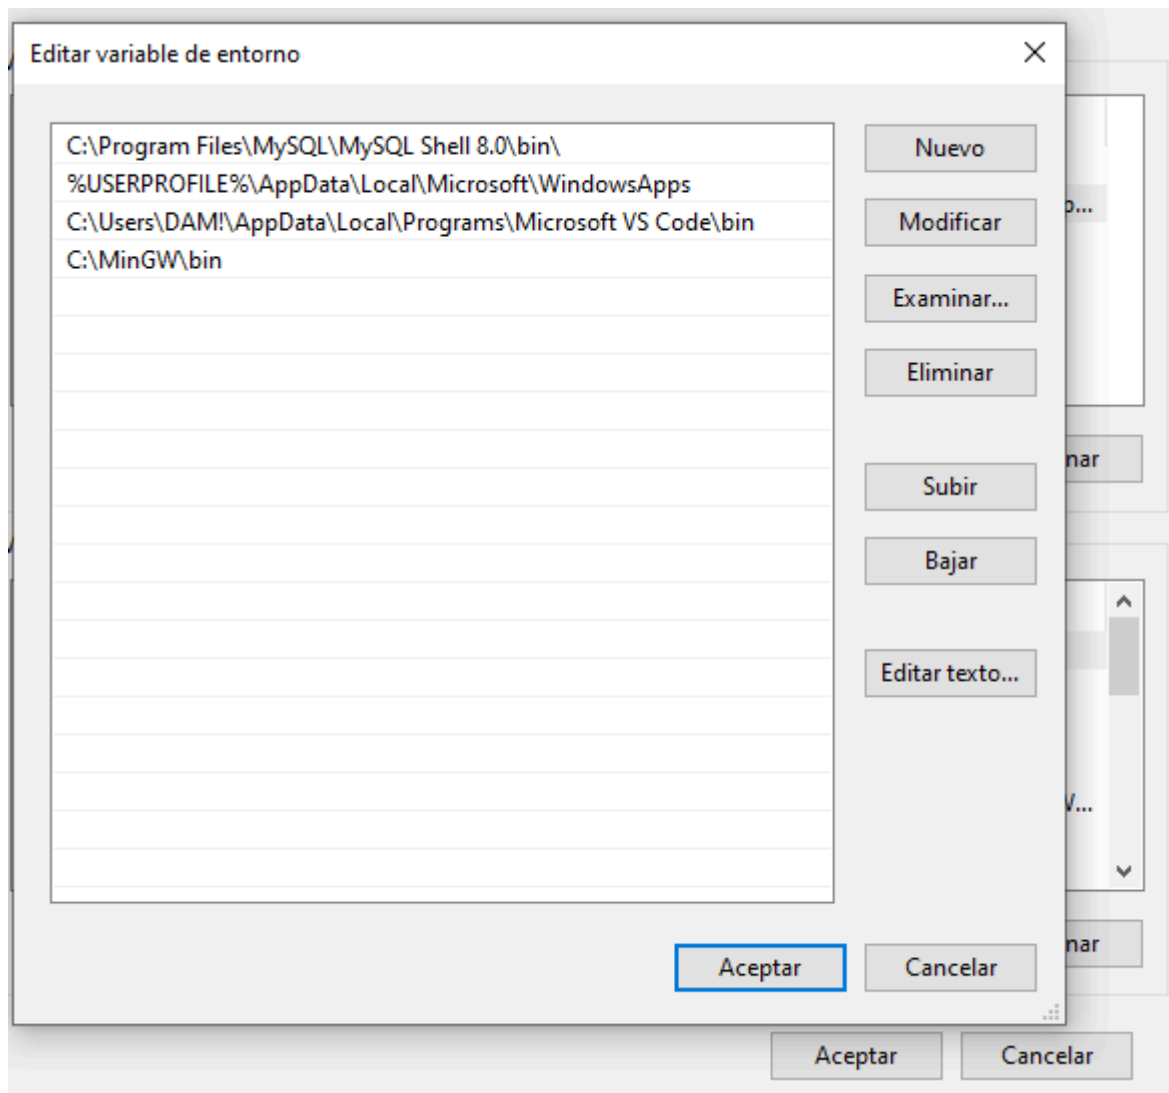 Editar variable de entorno
C:\Program Files\MySQL\MySQL Shell 8.0\bin\
%USERPROFILE%\AppData\Local\Microsoft\WindowsApps
C:\Users\DAM!\AppData\Local\Programs\Microsoft VS Code\bin
C:\MinGW\bin
Nuevo
Modificar
Examinar...
Eliminar
Subir
Bajar
Editar texto...
Aceptar
Cancelar
nar
nar
Aceptar
Cancelar